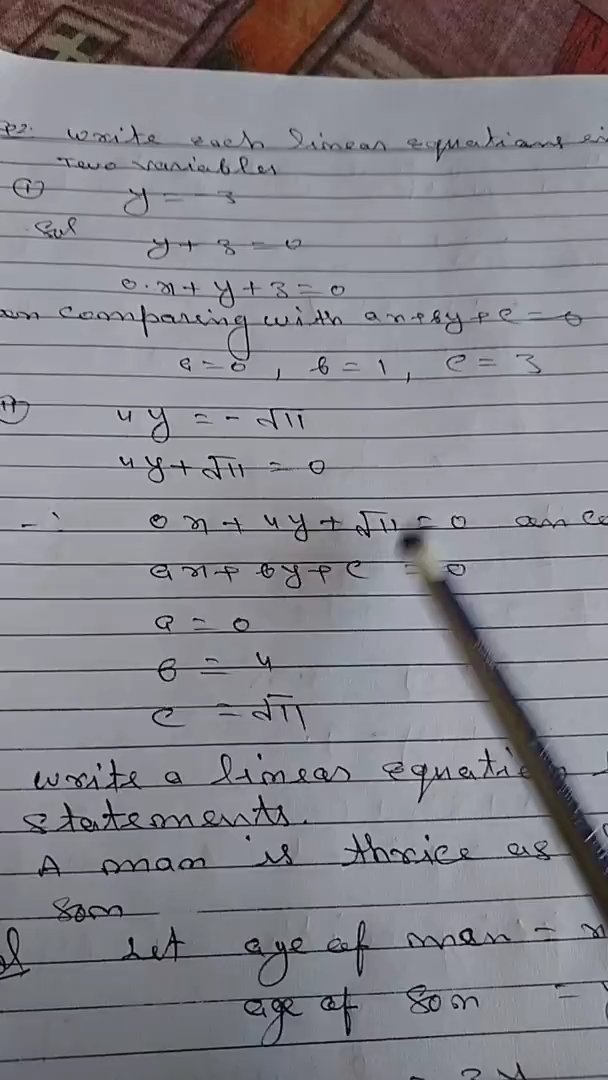 Write each linear equations in
Two variables
(i) y = -3
Sol
y + 3 = 0
0.x + y + 3 = 0
on comparing with ax+by+c = 0
a = 0, b = 1, c = 3
(ii) 4y = - √11
4y + √11 = 0
-: 0x + 4y + √11 = 0 on co
ax + by + c = 0
a = 0
b = 4
c = √11
write a linear equation
statements.
A man is thrice as
son
Let age of man = x
age of son =